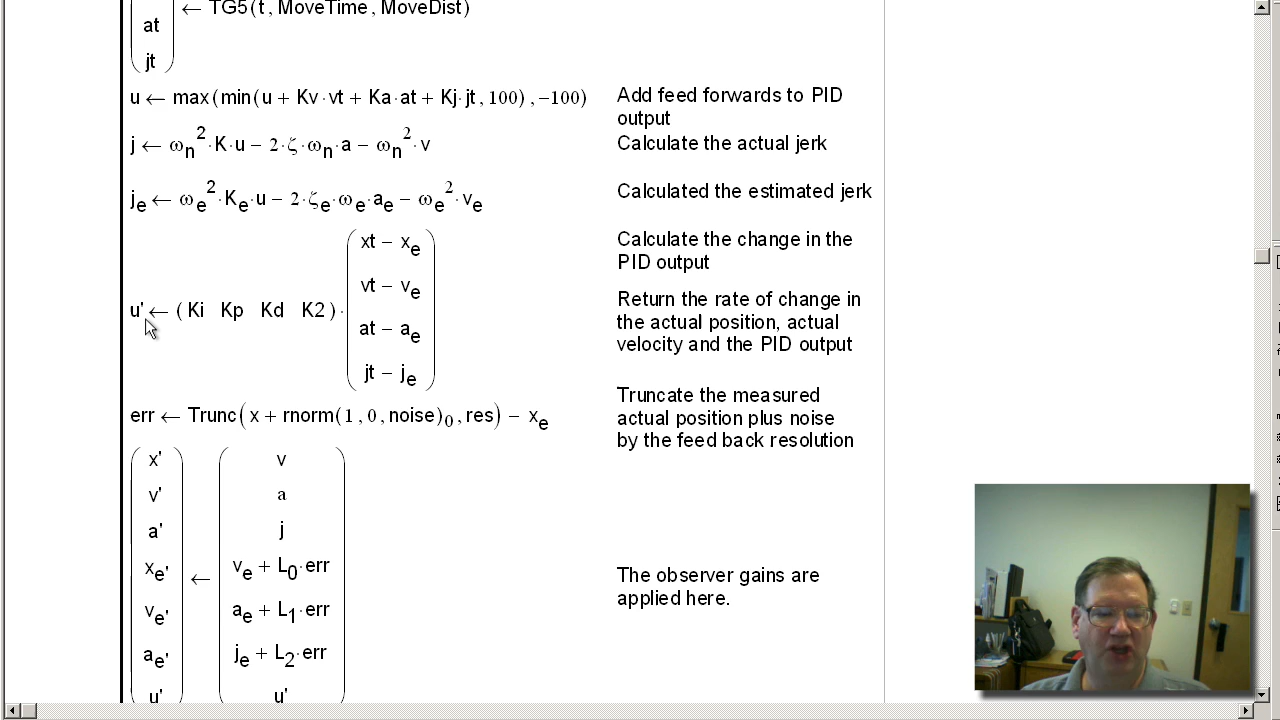 ← TG5(t, MoveTime, MoveDist)
at
jt
u ← max(min(u + Kv·vt + Ka·at + Kj·jt, 100), −100)
Add feed forwards to PID
output
j ← ωn²·K·u − 2·ζ·ωn·a − ωn²·v
Calculate the actual jerk
je ← ωe²·Ke·u − 2·ζe·ωe·ae − ωe²·ve
Calculated the estimated jerk
u' ← (Ki Kp Kd K2)·
xt − xe
vt − ve
at − ae
jt − je
Calculate the change in the
PID output
Return the rate of change in
the actual position, actual
velocity and the PID output
err ← Trunc(x + rnorm(1, 0, noise)0, res) − xe
Truncate the measured
actual position plus noise
by the feed back resolution
x'
v'
a'
xe'
ve'
ae'
u'
←
v
a
j
ve + L0·err
ae + L1·err
je + L2·err
u'
The observer gains are
applied here.